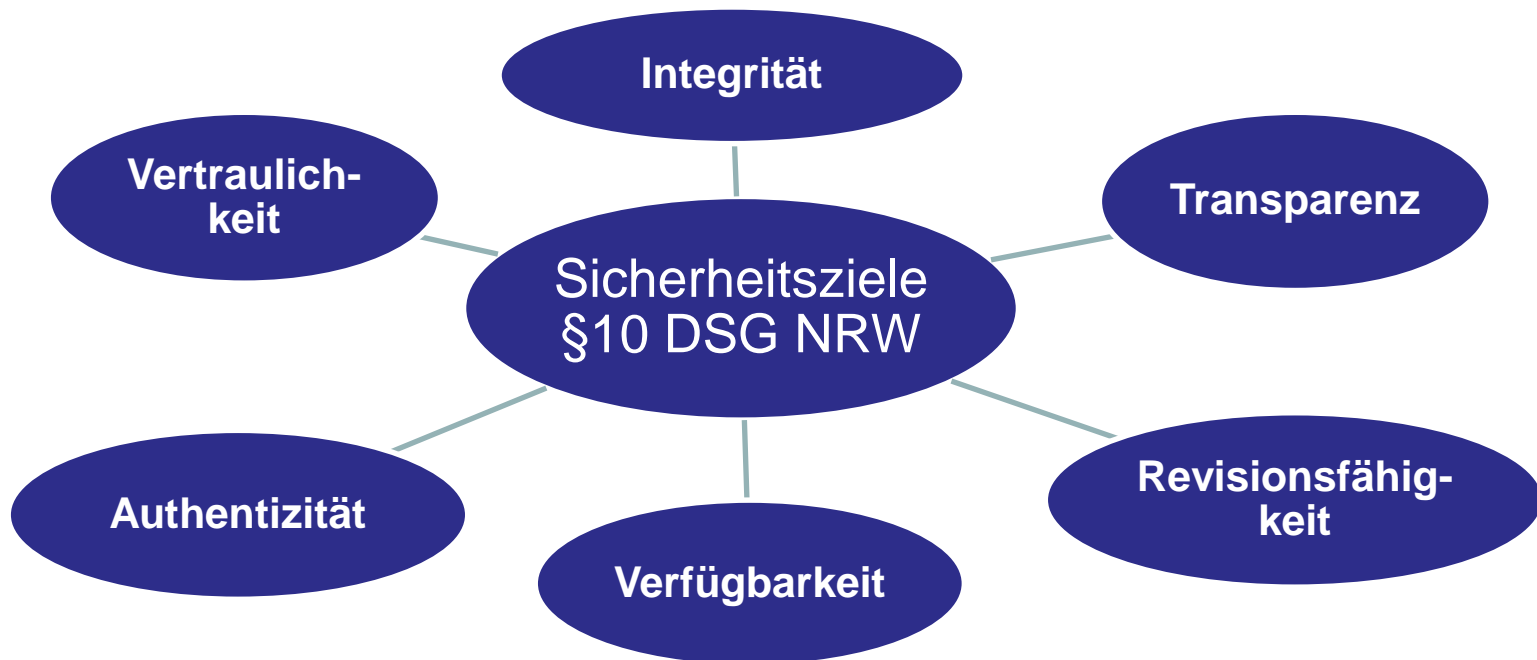 Integrität
Vertraulich-
keit
Transparenz
Sicherheitsziele
§10 DSG NRW
Authentizität
Revisionsfähig-
keit
Verfügbarkeit